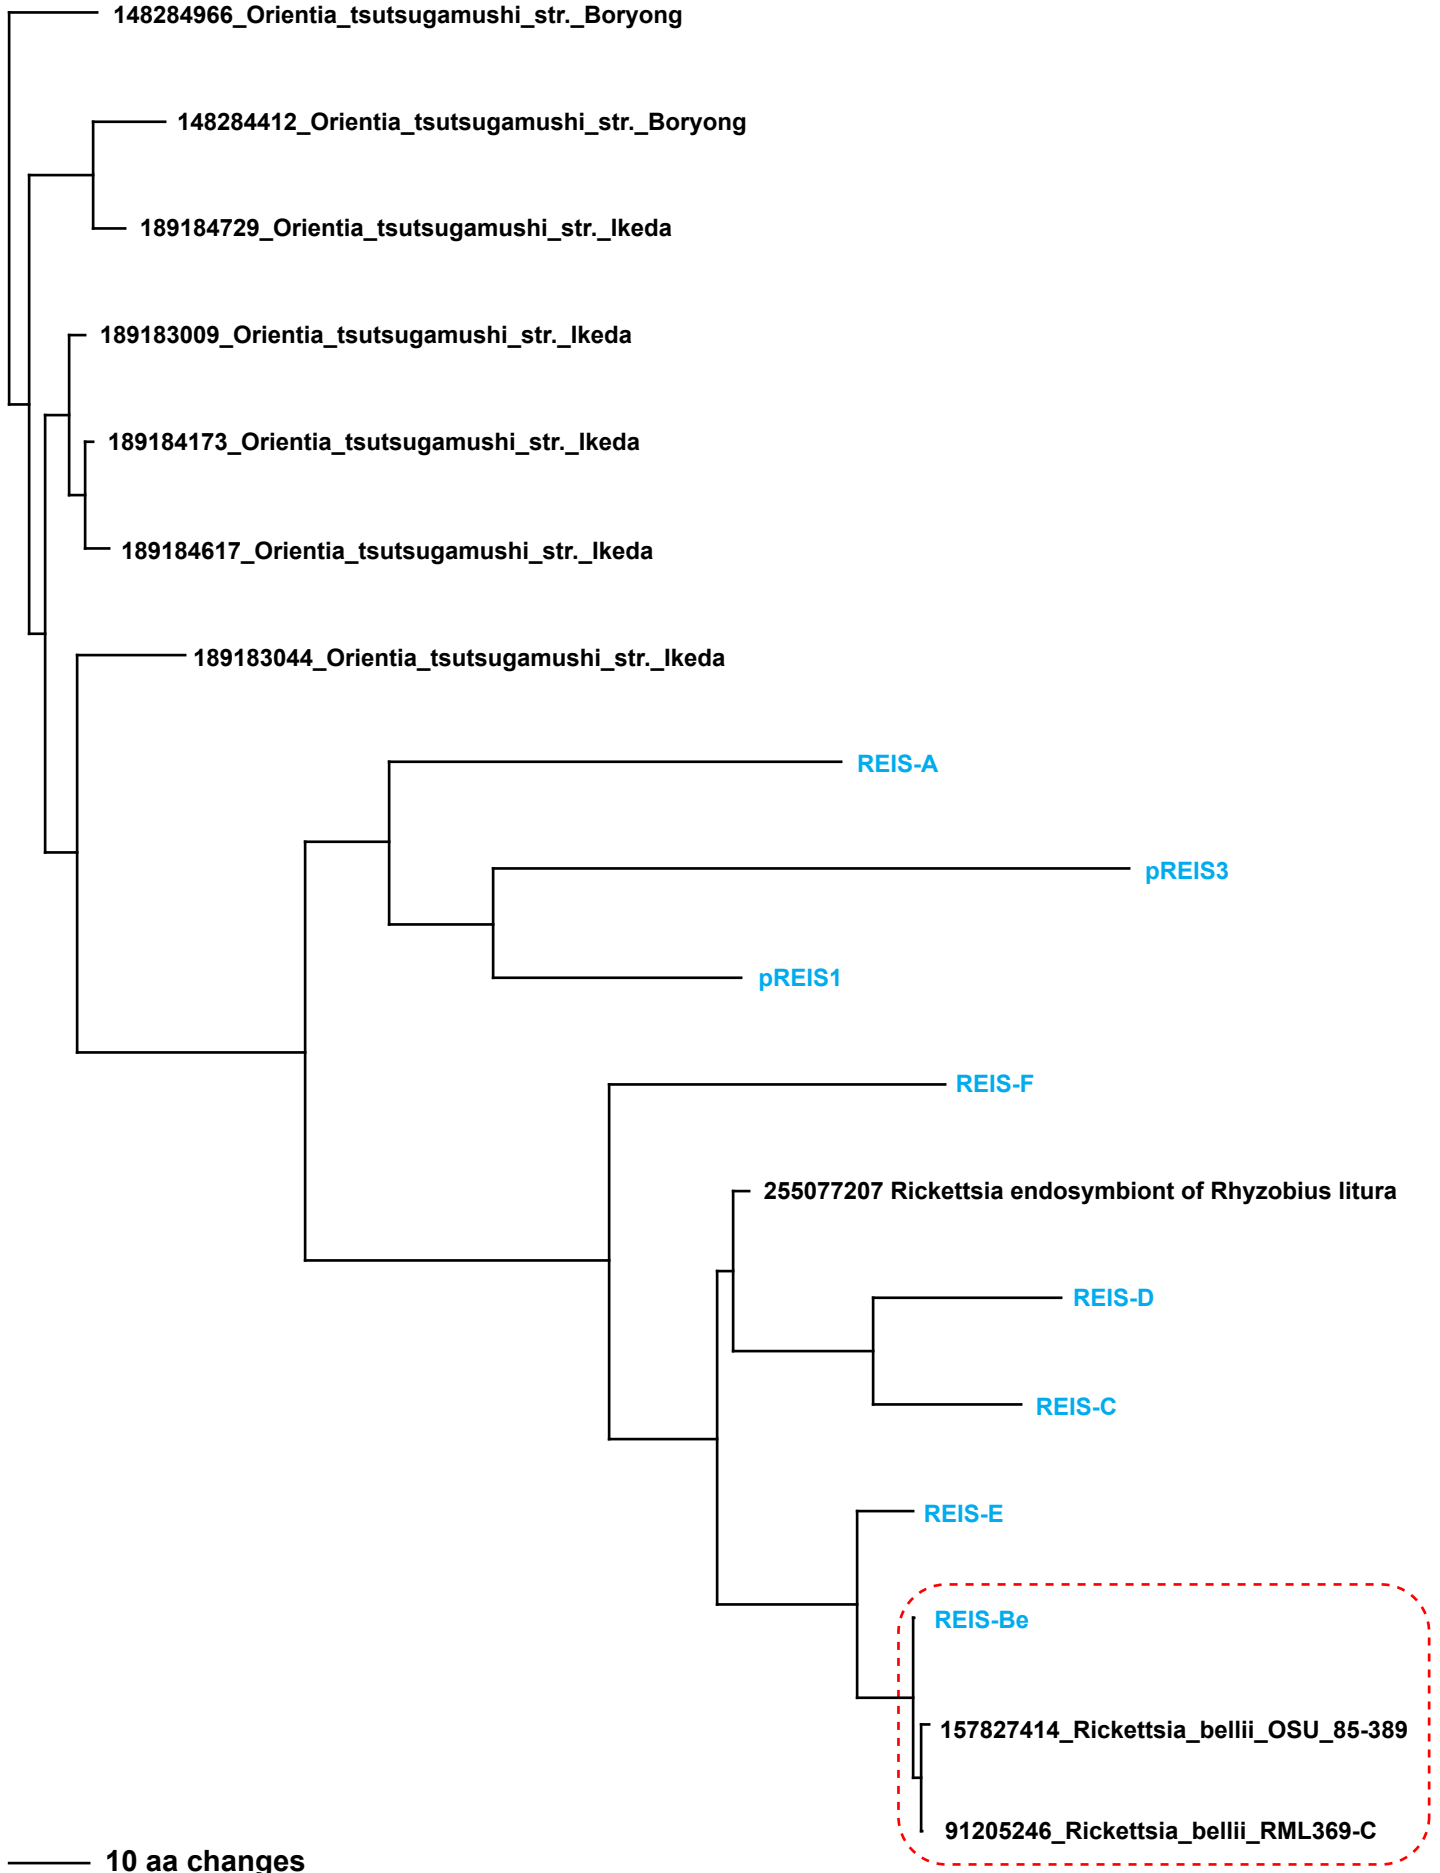 148284966_Orientia_tsutsugamushi_str._Boryong
148284412_Orientia_tsutsugamushi_str._Boryong
189184729_Orientia_tsutsugamushi_str._Ikeda
189183009_Orientia_tsutsugamushi_str._Ikeda
189184173_Orientia_tsutsugamushi_str._Ikeda
189184617_Orientia_tsutsugamushi_str._Ikeda
189183044_Orientia_tsutsugamushi_str._Ikeda
REIS-A
pREIS3
pREIS1
REIS-F
255077207 Rickettsia endosymbiont of Rhyzobius litura
REIS-D
REIS-C
REIS-E
REIS-Be
157827414_Rickettsia_bellii_OSU_85-389
91205246_Rickettsia_bellii_RML369-C
10 aa changes